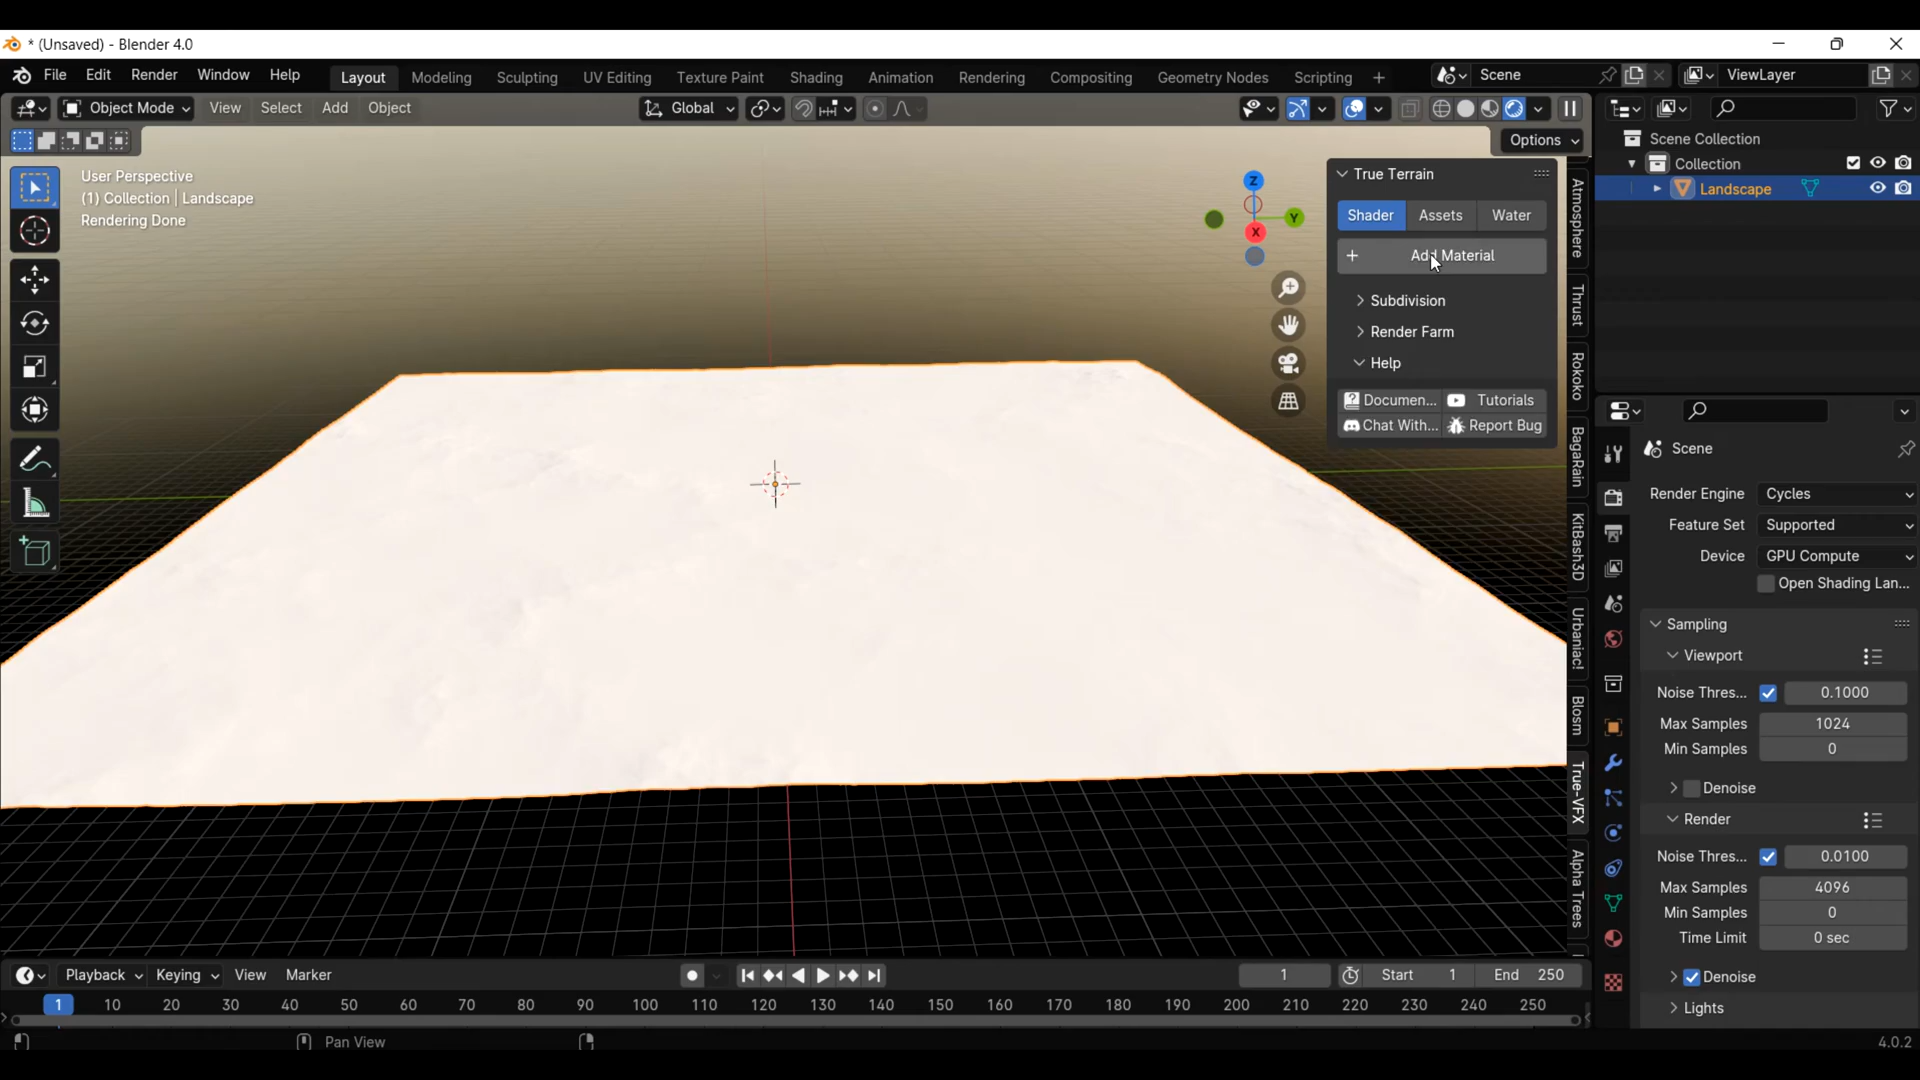 * (Unsaved) - Blender 4.0
File Edit Render Window Help Layout Modeling Sculpting UV Editing Texture Paint Shading Animation Rendering Compositing Geometry Nodes Scripting + Scene ViewLayer
Object Mode View Select Add Object Global
Options
User Perspective
(1) Collection | Landscape
Rendering Done
Z
Y
X
True Terrain
Shader Assets Water
+ Add Material
Subdivision
Render Farm
Help
Documen... Tutorials
Chat With... Report Bug
Atmosphere
Thrust
Rokoko
BagaRain
KitBash3D
Urbaniac!
Blosm
True-VFX
Alpha Trees
Scene Collection
Collection
Landscape
Scene
Render Engine Cycles
Feature Set Supported
Device GPU Compute
Open Shading Lan...
Sampling
Viewport
Noise Thres... 0.1000
Max Samples 1024
Min Samples 0
Denoise
Render
Noise Thres... 0.0100
Max Samples 4096
Min Samples 0
Time Limit 0 sec
Denoise
Lights
Playback Keying View Marker 1 Start 1 End 250
1 10 20 30 40 50 60 70 80 90 100 110 120 130 140 150 160 170 180 190 200 210 220 230 240 250
Pan View
4.0.2